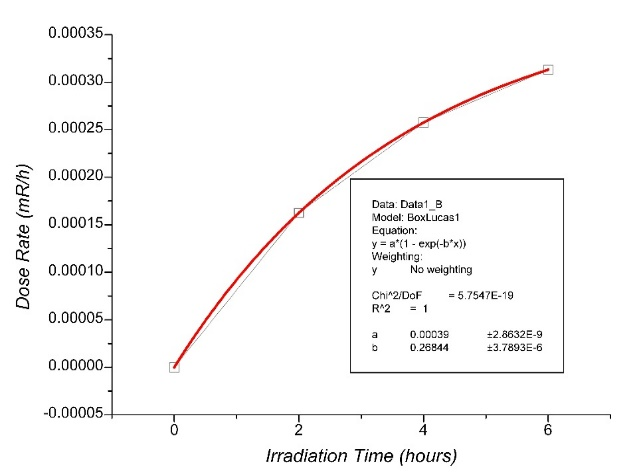 0.00035
0.00030
0.00025
0.00020
0.00015
0.00010
0.00005
0.00000
-0.00005
Dose Rate (mR/h)
0 2 4 6
Irradiation Time (hours)
Data: Data1_B
Model: BoxLucas1
Equation:
y = a*(1 - exp(-b*x))
Weighting:
y No weighting
Chi^2/DoF = 5.7547E-19
R^2 = 1
a 0.00039 ±2.8632E-9
b 0.26844 ±3.7893E-6